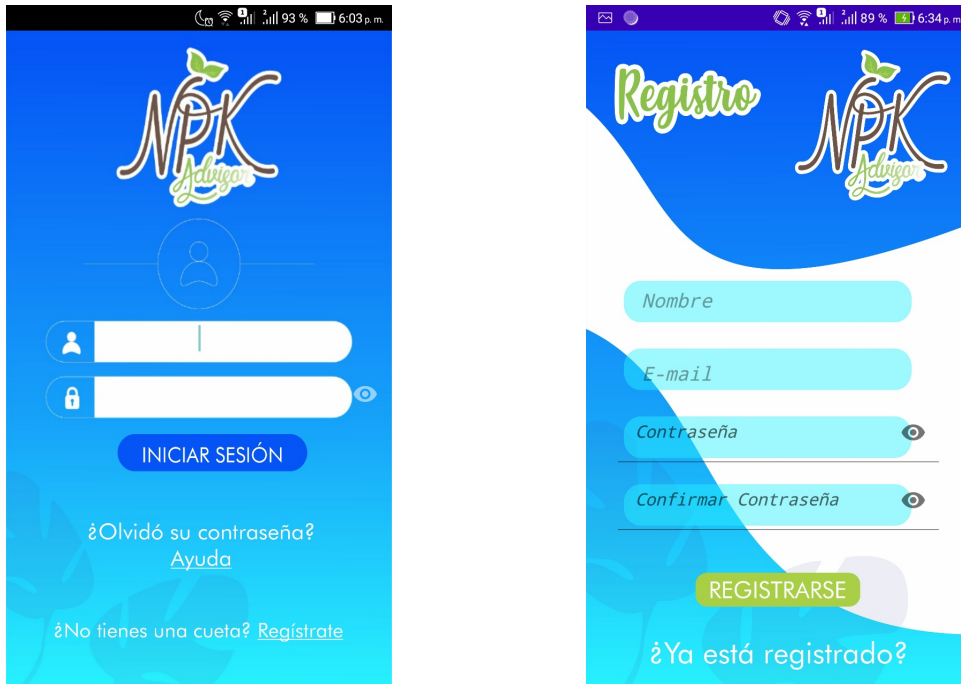 93 % 6:03 p. m.
NPK
Advisor
INICIAR SESIÓN
¿Olvidó su contraseña?
Ayuda
¿No tienes una cueta? Regístrate
89 % 6:34 p. m
Registro
NPK
Advisor
Nombre
E-mail
Contraseña
Confirmar Contraseña
REGISTRARSE
¿Ya está registrado?